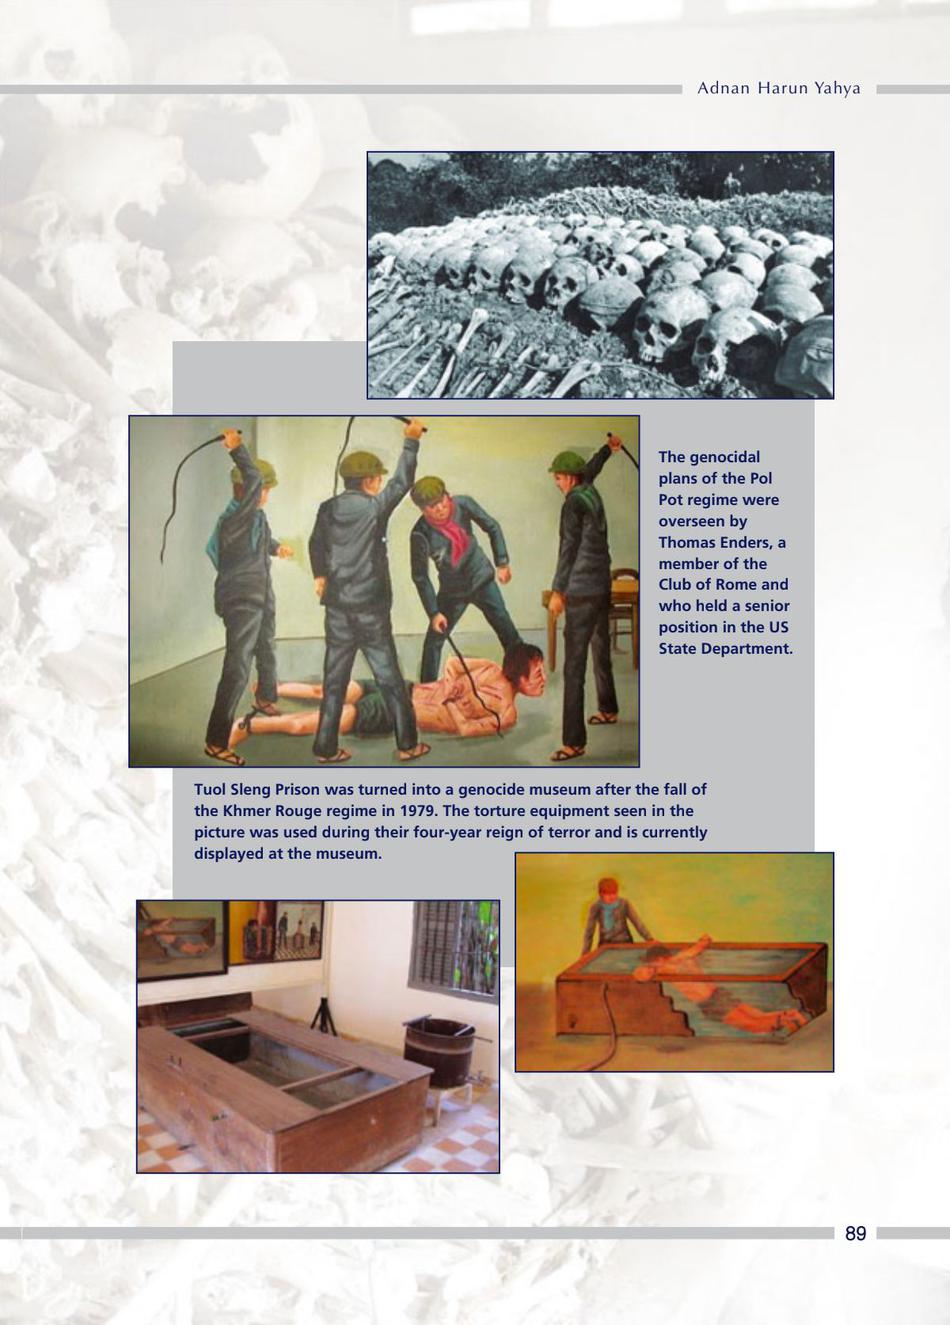 Adnan Harun Yahya
The genocidal
plans of the Pol
Pot regime were
overseen by
Thomas Enders, a
member of the
Club of Rome and
who held a senior
position in the US
State Department.
Tuol Sleng Prison was turned into a genocide museum after the fall of
the Khmer Rouge regime in 1979. The torture equipment seen in the
picture was used during their four-year reign of terror and is currently
displayed at the museum.
89